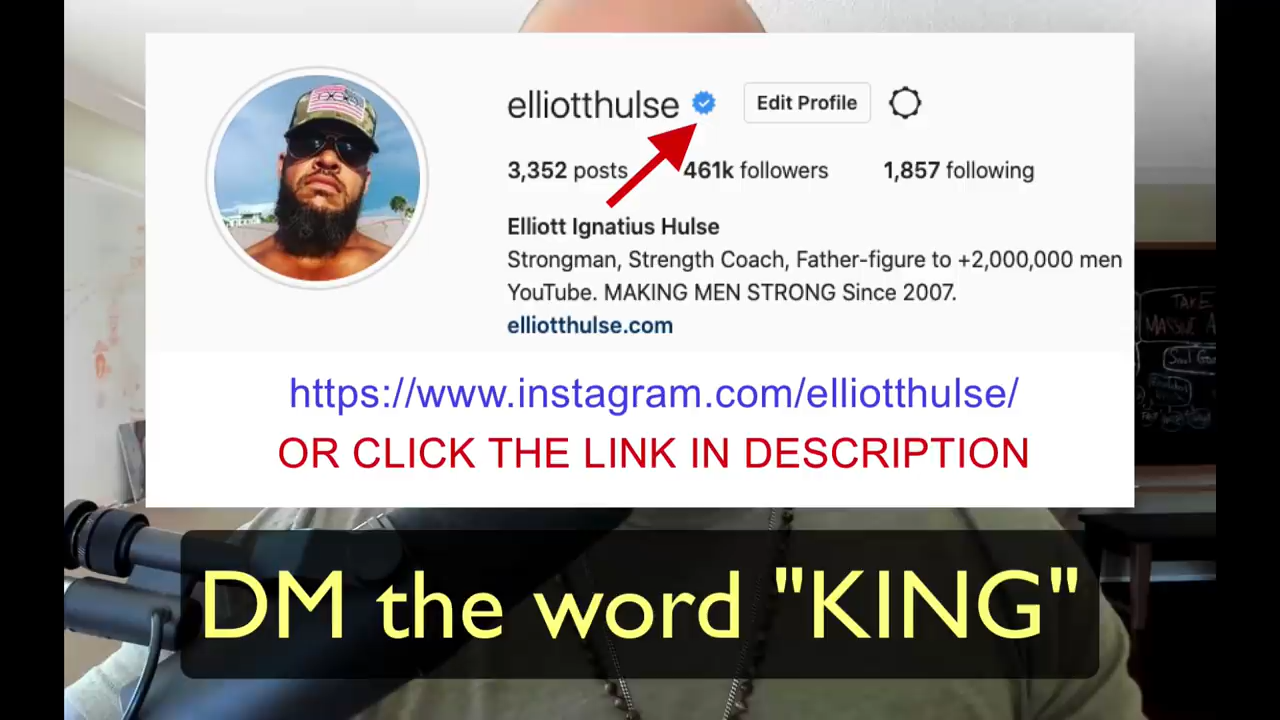 elliotthulse
Edit Profile
3,352 posts
461k followers
1,857 following
Elliott Ignatius Hulse
Strongman, Strength Coach, Father-figure to +2,000,000 men
YouTube. MAKING MEN STRONG Since 2007.
elliotthulse.com
https://www.instagram.com/elliotthulse/
OR CLICK THE LINK IN DESCRIPTION
DM the word "KING"
TAKE
MASSIVE A